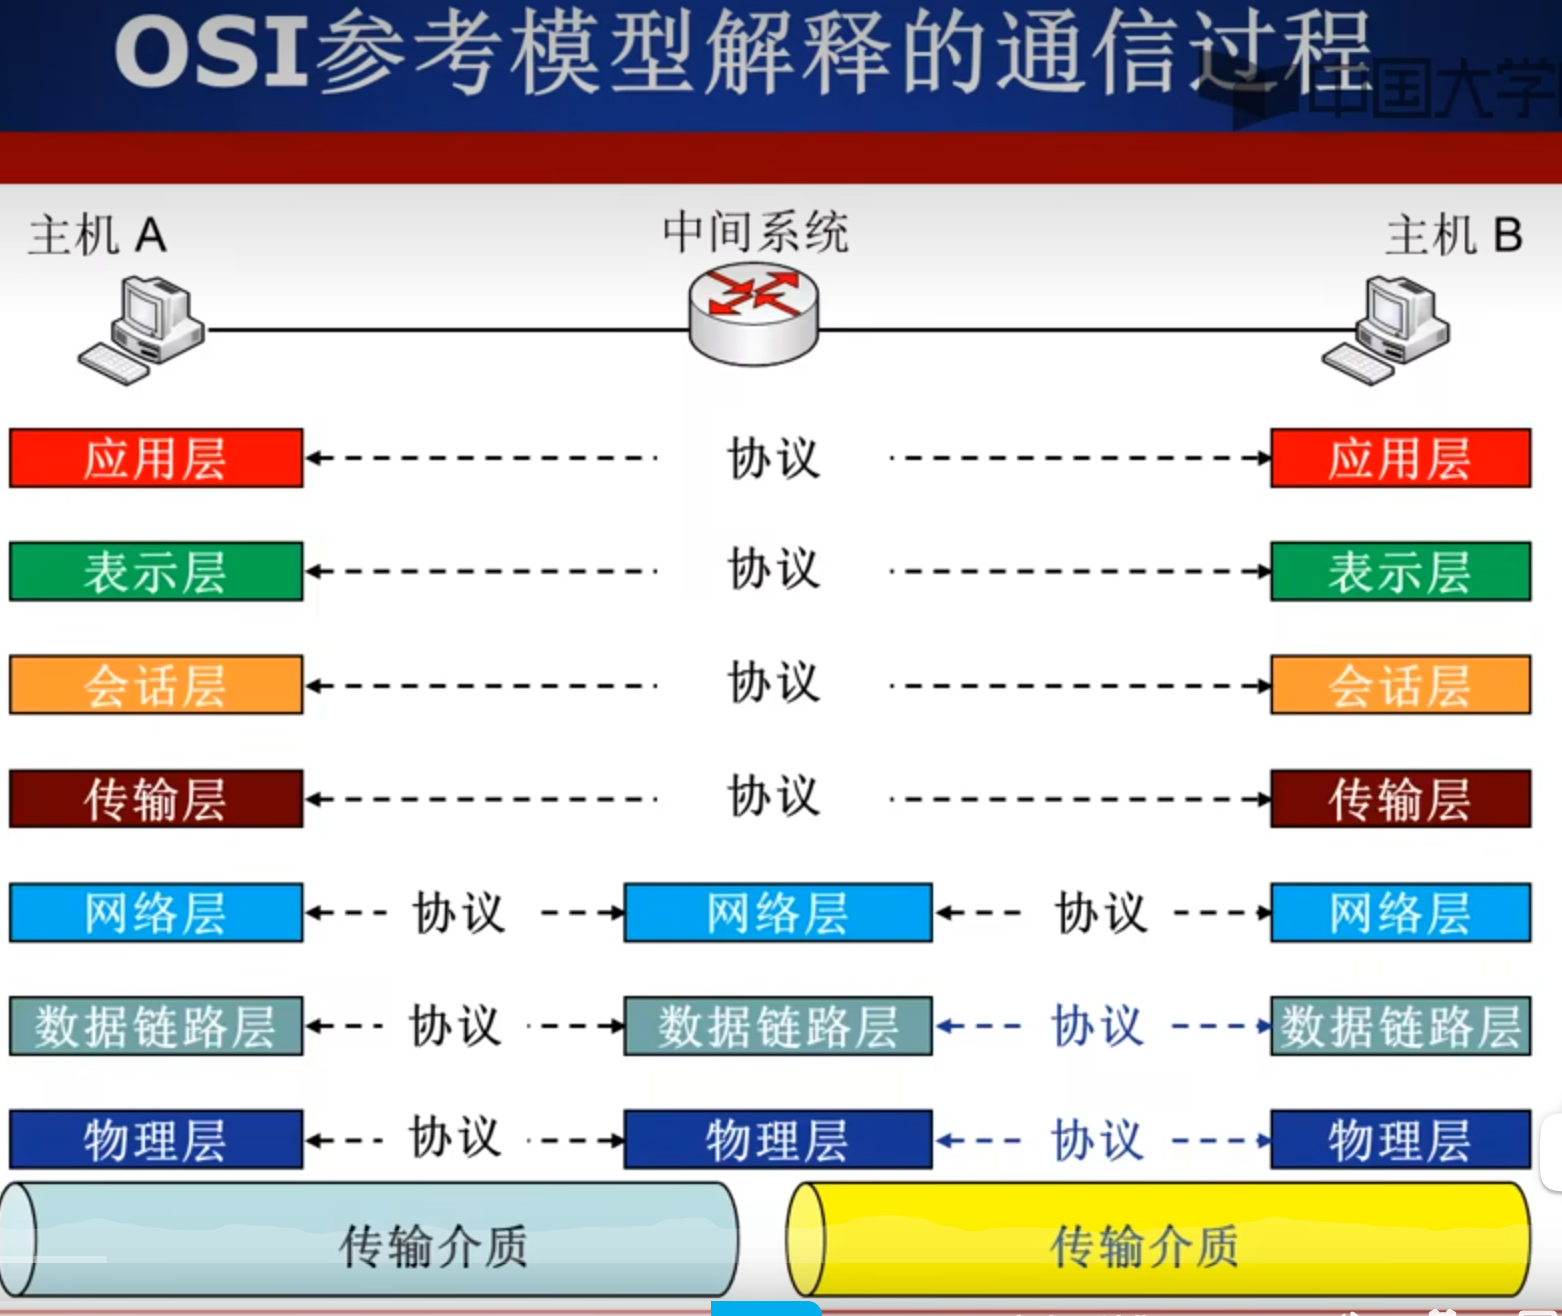 OSI参考模型解释的通信过程
中国大学
主机 A 中间系统 主机 B
应用层 协议 应用层
表示层 协议 表示层
会话层 协议 会话层
传输层 协议 传输层
网络层 协议 网络层 协议 网络层
数据链路层 协议 数据链路层 协议 数据链路层
物理层 协议 物理层 协议 物理层
传输介质 传输介质